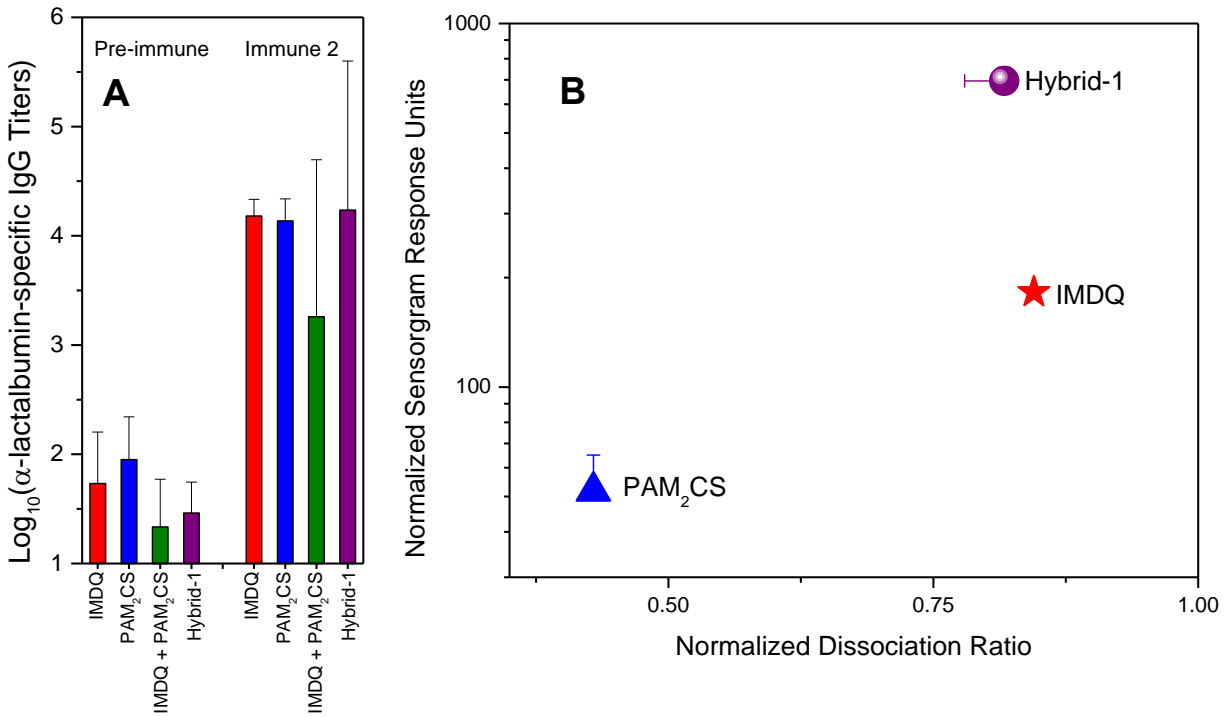 Log₁₀(α-lactalbumin-specific IgG Titers)
6
5
4
3
2
1
Pre-immune
Immune 2
A
IMDQ
PAM₂CS
IMDQ + PAM₂CS
Hybrid-1
IMDQ
PAM₂CS
IMDQ + PAM₂CS
Hybrid-1
Normalized Sensorgram Response Units
1000
100
B
Hybrid-1
IMDQ
PAM₂CS
0.50
0.75
1.00
Normalized Dissociation Ratio